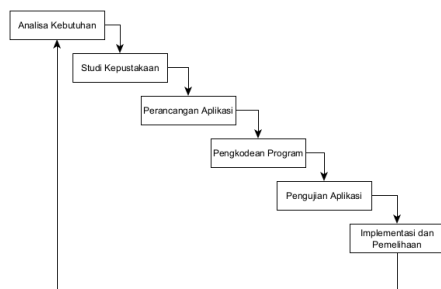 Analisa Kebutuhan
Studi Kepustakaan
Perancangan Aplikasi
Pengkodean Program
Pengujian Aplikasi
Implementasi dan
Pemelihaan